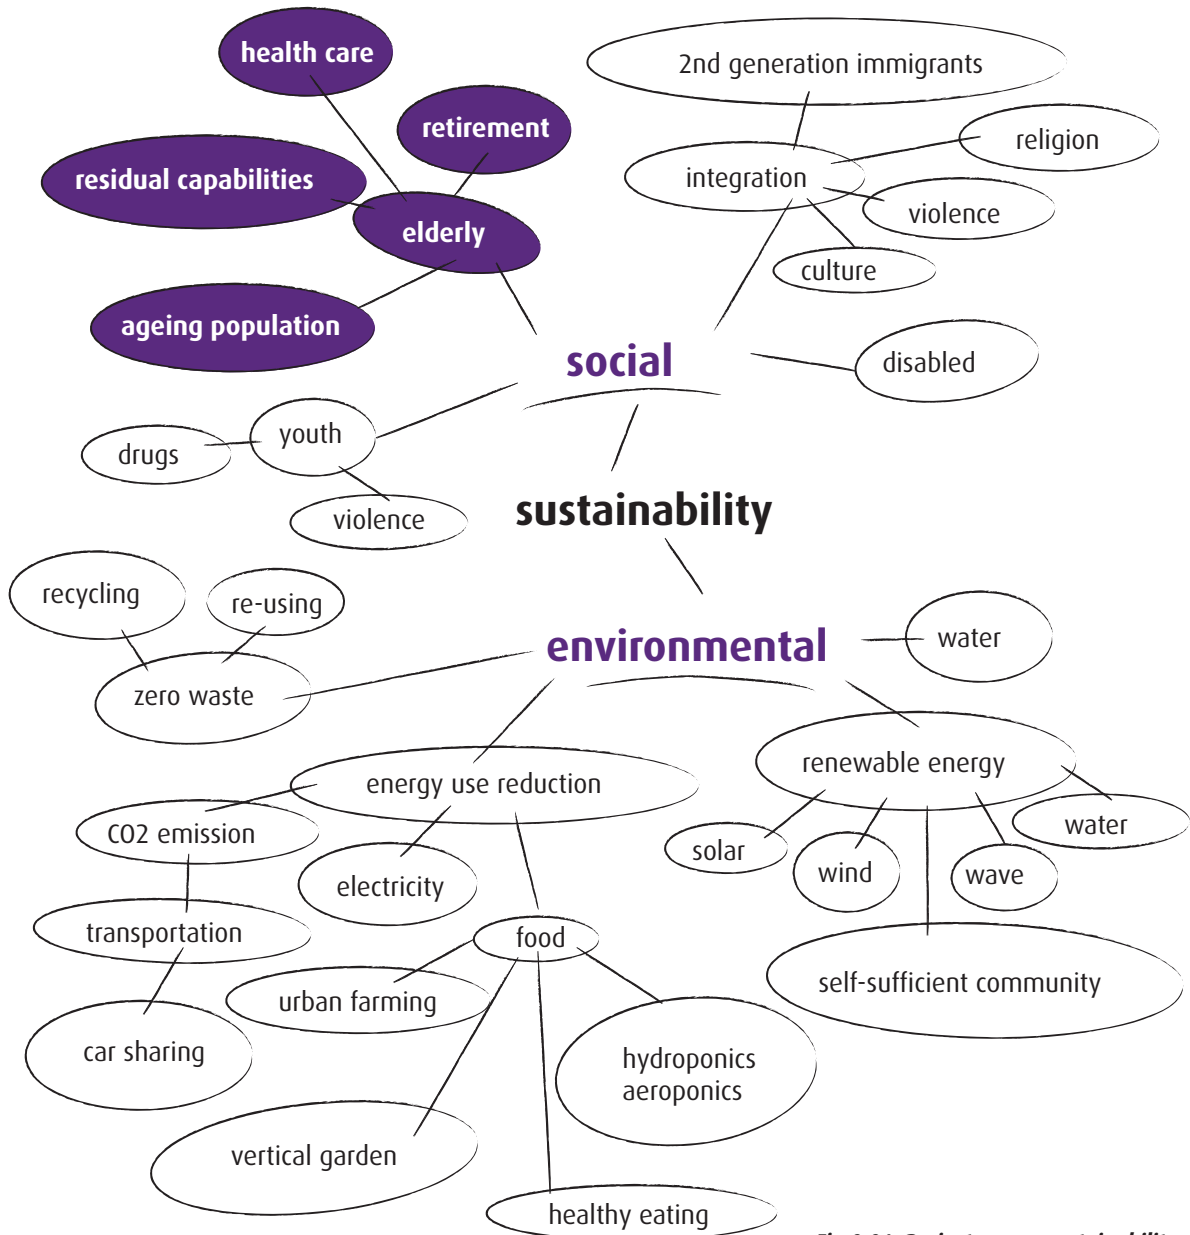 health care
2nd generation immigrants
retirement
religion
residual capabilities
integration
violence
elderly
culture
ageing population
social
disabled
youth
drugs
violence
sustainability
recycling
re-using
environmental
water
zero waste
renewable energy
energy use reduction
CO2 emission
water
solar
wind
wave
electricity
transportation
food
self-sufficient community
urban farming
car sharing
hydroponics
aeroponics
vertical garden
healthy eating